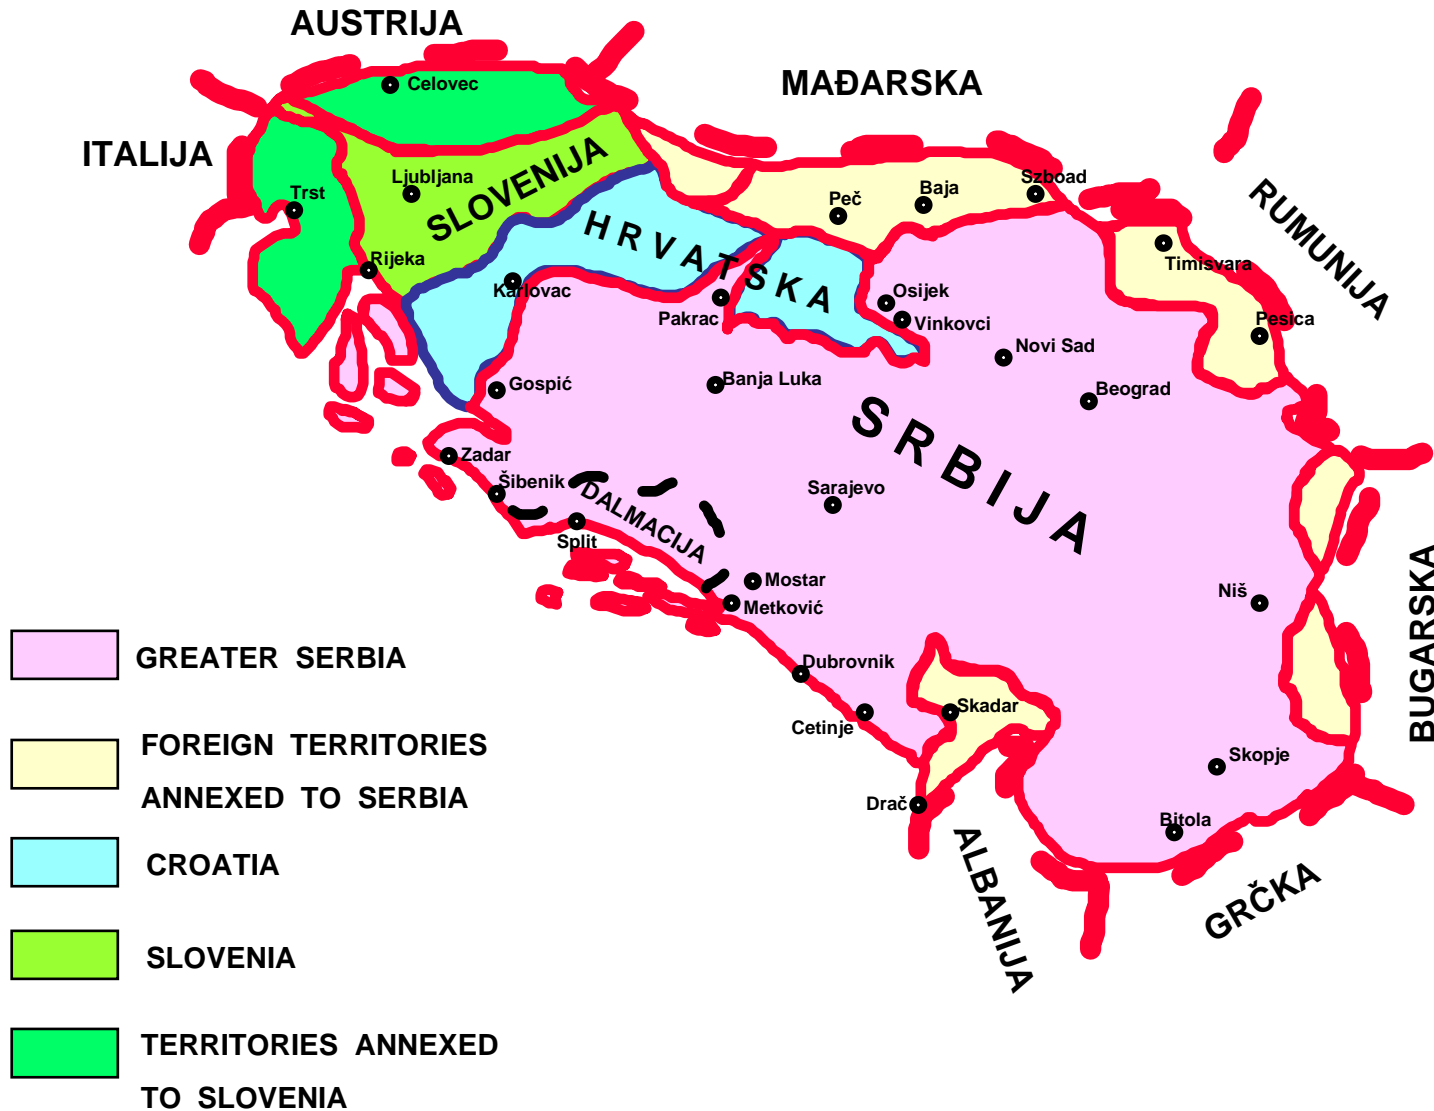 AUSTRIJA
MAĐARSKA
ITALIJA
RUMUNIJA
BUGARSKA
GRČKA
ALBANIJA
SLOVENIJA
HRVATSKA
SRBIJA
DALMACIJA
Celovec
Ljubljana
Trst
Rijeka
Karlovac
Pakrac
Peč
Baja
Szboad
Timisvara
Pesica
Osijek
Vinkovci
Novi Sad
Beograd
Gospić
Banja Luka
Zadar
Šibenik
Split
Sarajevo
Mostar
Metković
Niš
Dubrovnik
Cetinje
Skadar
Drač
Skopje
Bitola
GREATER SERBIA
FOREIGN TERRITORIES
ANNEXED TO SERBIA
CROATIA
SLOVENIA
TERRITORIES ANNEXED
TO SLOVENIA